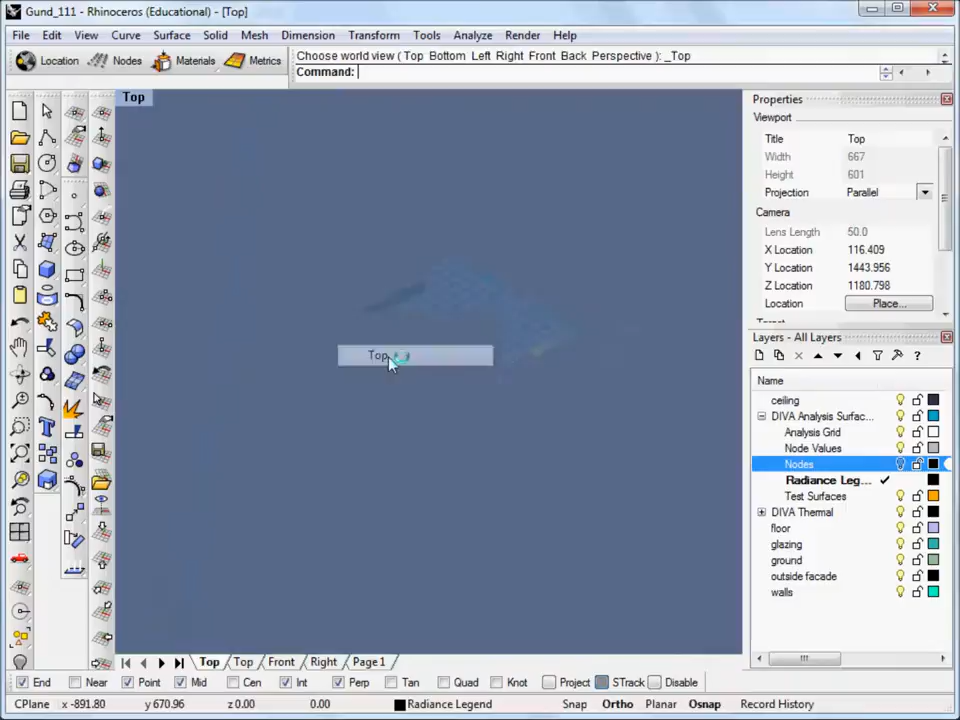 Gund_111 - Rhinoceros (Educational) - [Top]
File Edit View Curve Surface Solid Mesh Dimension Transform Tools Analyze Render Help
Location Nodes Materials Metrics
Choose world view ( Top Bottom Left Right Front Back Perspective ): _Top
Command:
Top
Top
Properties
Viewport
Title Top
Width 667
Height 601
Projection Parallel
Camera
Lens Length 50.0
X Location 116.409
Y Location 1443.956
Z Location 1180.798
Location Place...
Layers - All Layers
Name
ceiling
DIVA Analysis Surfac...
Analysis Grid
Node Values
Nodes
Radiance Leg...
Test Surfaces
DIVA Thermal
floor
glazing
ground
outside facade
walls
Top Top Front Right Page1
End Near Point Mid Cen Int Perp Tan Quad Knot Project STrack Disable
CPlane x -891.80 y 670.96 z 0.00 0.00 Radiance Legend Snap Ortho Planar Osnap Record History